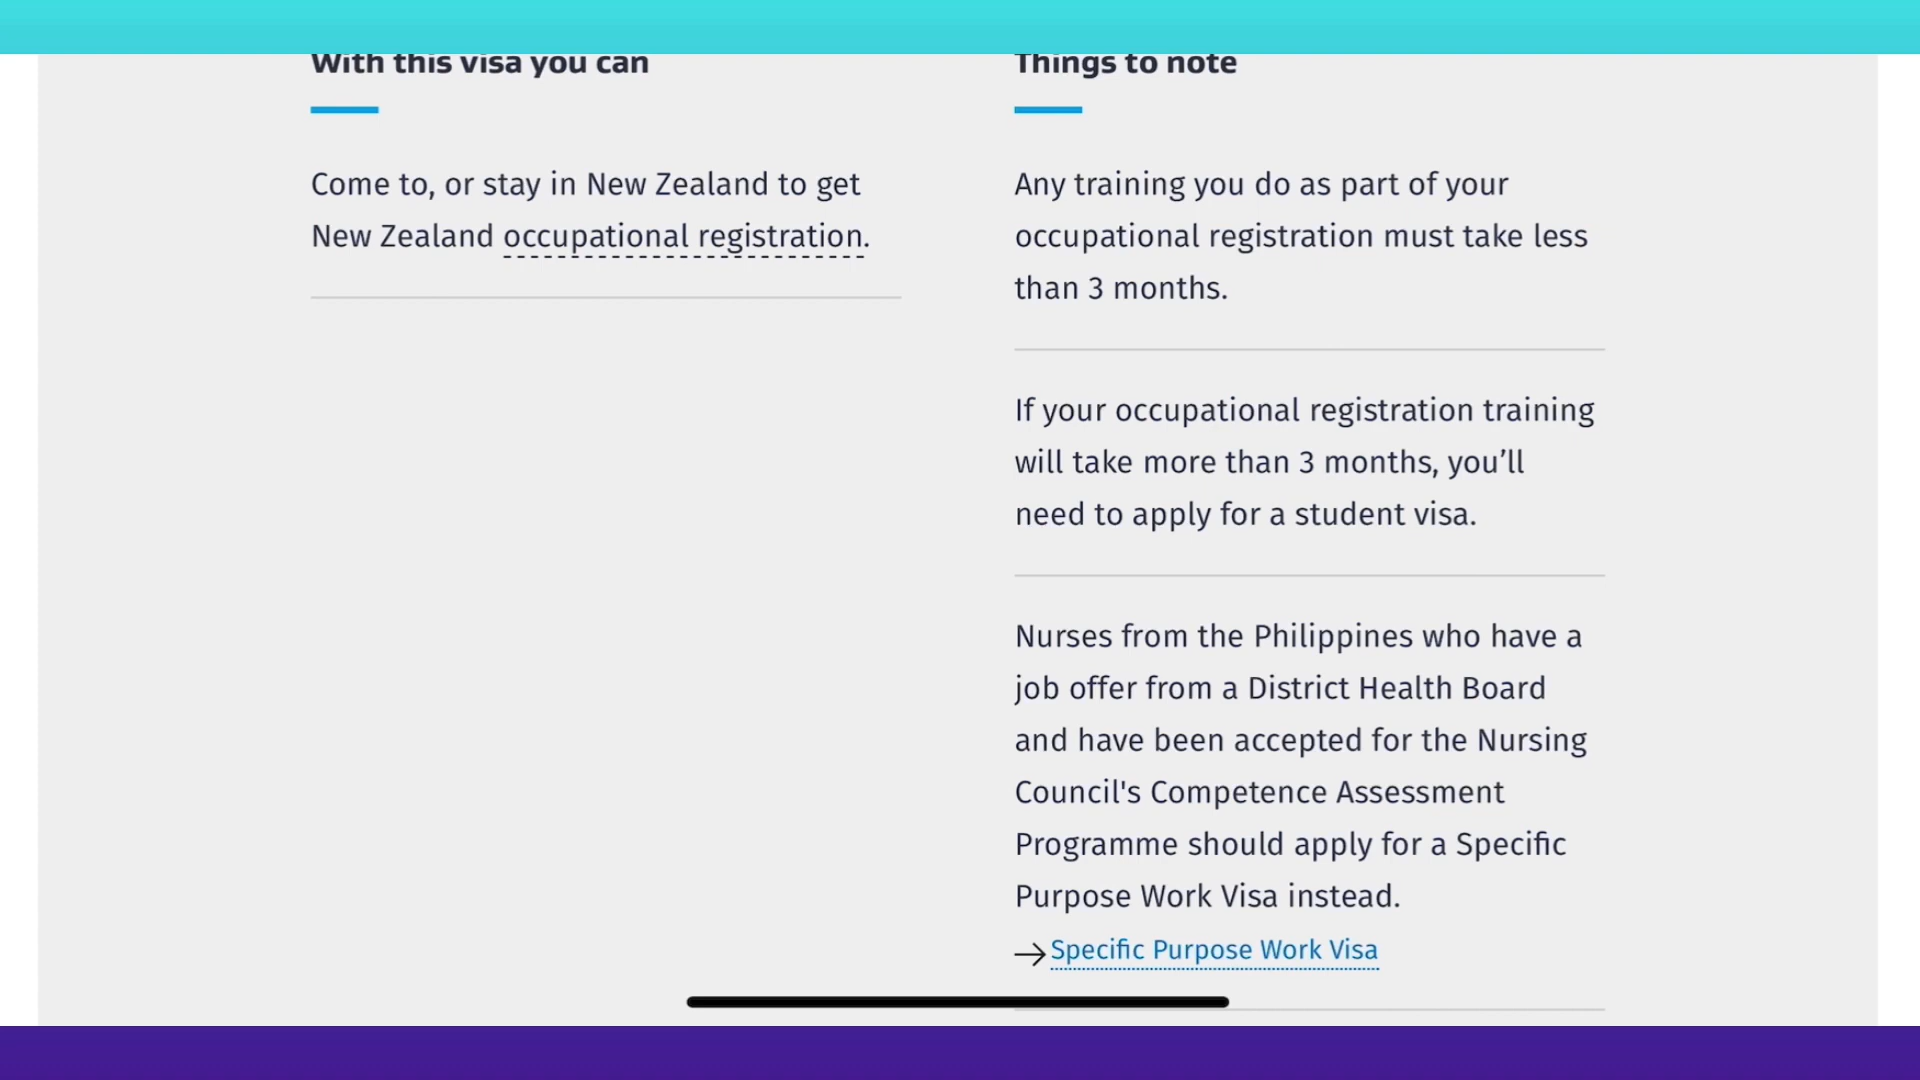 With this visa you can
Come to, or stay in New Zealand to get
New Zealand occupational registration.
Things to note
Any training you do as part of your
occupational registration must take less
than 3 months.
If your occupational registration training
will take more than 3 months, you’ll
need to apply for a student visa.
Nurses from the Philippines who have a
job offer from a District Health Board
and have been accepted for the Nursing
Council's Competence Assessment
Programme should apply for a Specific
Purpose Work Visa instead.
Specific Purpose Work Visa